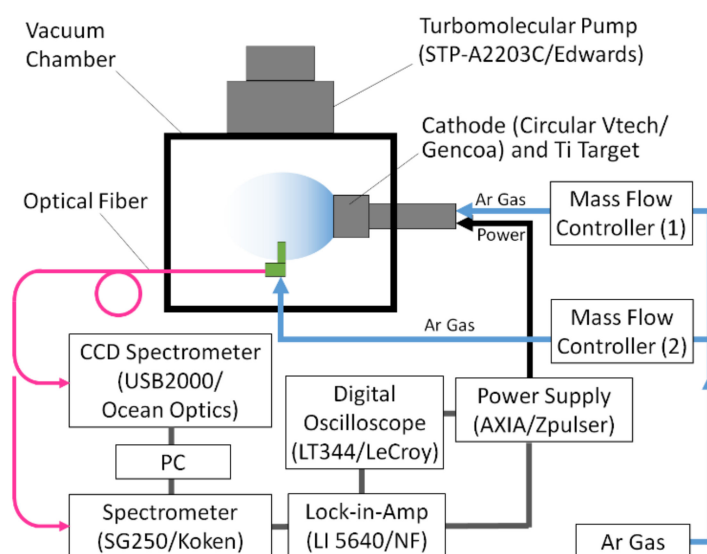 Vacuum
Chamber
Turbomolecular Pump
(STP-A2203C/Edwards)
Cathode (Circular Vtech/
Gencoa) and Ti Target
Optical Fiber
Ar Gas
Power
Mass Flow
Controller (1)
Ar Gas
Mass Flow
Controller (2)
CCD Spectrometer
(USB2000/
Ocean Optics)
Digital
Oscilloscope
(LT344/LeCroy)
Power Supply
(AXIA/Zpulser)
PC
Spectrometer
(SG250/Koken)
Lock-in-Amp
(LI 5640/NF)
Ar Gas